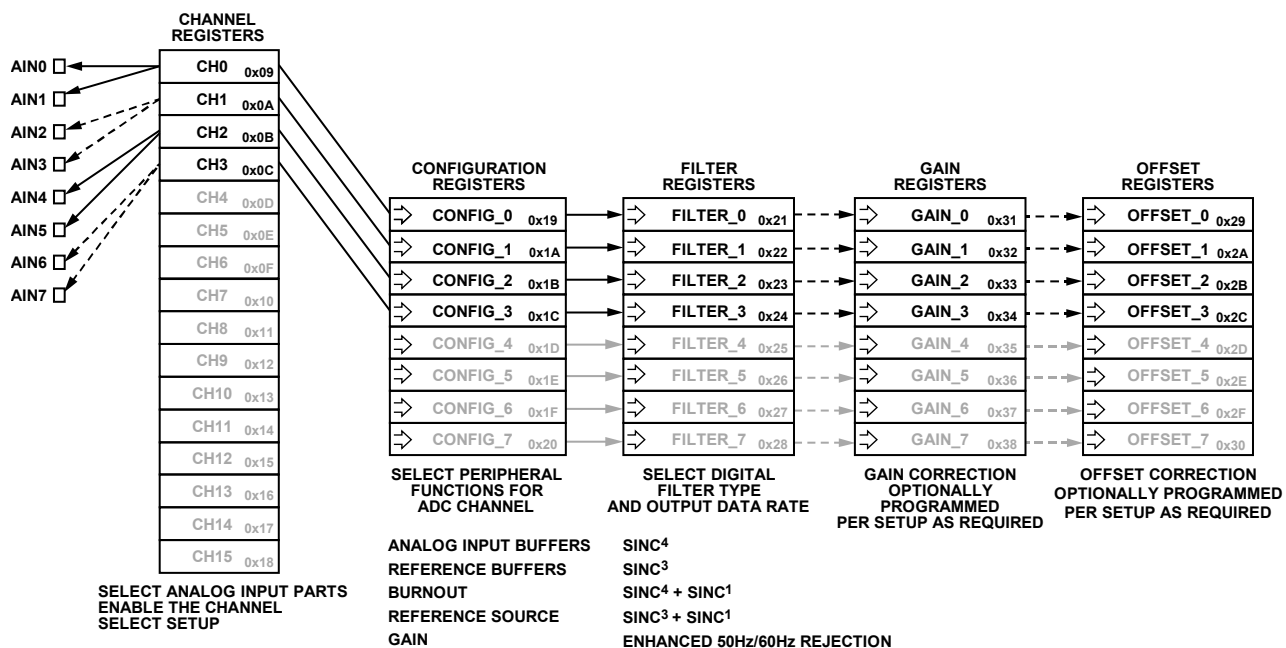 CHANNEL
REGISTERS
AIN0
AIN1
AIN2
AIN3
AIN4
AIN5
AIN6
AIN7
CH0 0x09
CH1 0x0A
CH2 0x0B
CH3 0x0C
CH4 0x0D
CH5 0x0E
CH6 0x0F
CH7 0x10
CH8 0x11
CH9 0x12
CH10 0x13
CH11 0x14
CH12 0x15
CH13 0x16
CH14 0x17
CH15 0x18
SELECT ANALOG INPUT PARTS
ENABLE THE CHANNEL
SELECT SETUP
CONFIGURATION
REGISTERS
CONFIG_0 0x19
CONFIG_1 0x1A
CONFIG_2 0x1B
CONFIG_3 0x1C
CONFIG_4 0x1D
CONFIG_5 0x1E
CONFIG_6 0x1F
CONFIG_7 0x20
SELECT PERIPHERAL
FUNCTIONS FOR
ADC CHANNEL
ANALOG INPUT BUFFERS
REFERENCE BUFFERS
BURNOUT
REFERENCE SOURCE
GAIN
FILTER
REGISTERS
FILTER_0 0x21
FILTER_1 0x22
FILTER_2 0x23
FILTER_3 0x24
FILTER_4 0x25
FILTER_5 0x26
FILTER_6 0x27
FILTER_7 0x28
SELECT DIGITAL
FILTER TYPE
AND OUTPUT DATA RATE
SINC4
SINC3
SINC4 + SINC1
SINC3 + SINC1
ENHANCED 50Hz/60Hz REJECTION
GAIN
REGISTERS
GAIN_0 0x31
GAIN_1 0x32
GAIN_2 0x33
GAIN_3 0x34
GAIN_4 0x35
GAIN_5 0x36
GAIN_6 0x37
GAIN_7 0x38
GAIN CORRECTION
OPTIONALLY
PROGRAMMED
PER SETUP AS REQUIRED
OFFSET
REGISTERS
OFFSET_0 0x29
OFFSET_1 0x2A
OFFSET_2 0x2B
OFFSET_3 0x2C
OFFSET_4 0x2D
OFFSET_5 0x2E
OFFSET_6 0x2F
OFFSET_7 0x30
OFFSET CORRECTION
OPTIONALLY PROGRAMMED
PER SETUP AS REQUIRED